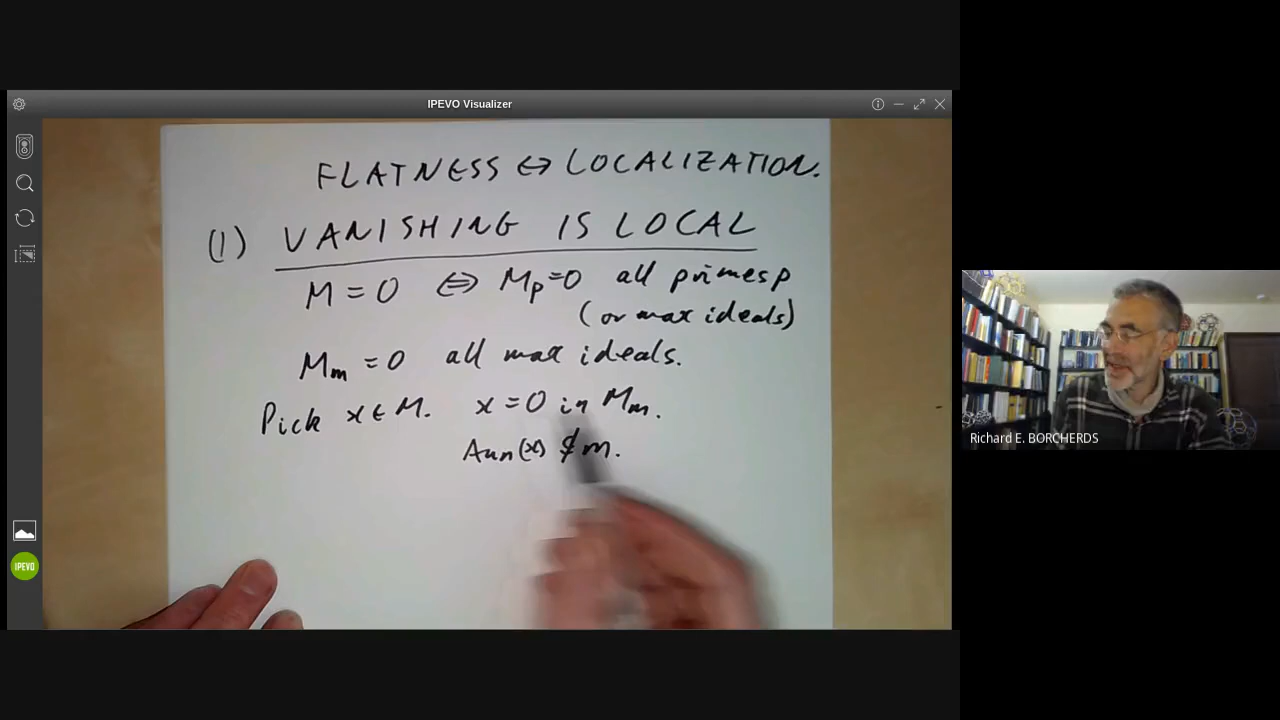 IPEVO Visualizer
FLATNESS ↔ LOCALIZATION.
(1) VANISHING IS LOCAL
M = 0 ⇔ Mₚ=0 all primes p
(or max ideals)
Mₘ = 0 all max ideals.
Pick x ∈ M. x = 0 in Mₘ.
Ann(x) ⊄ m.
Richard E. BORCHERDS
IPEVO